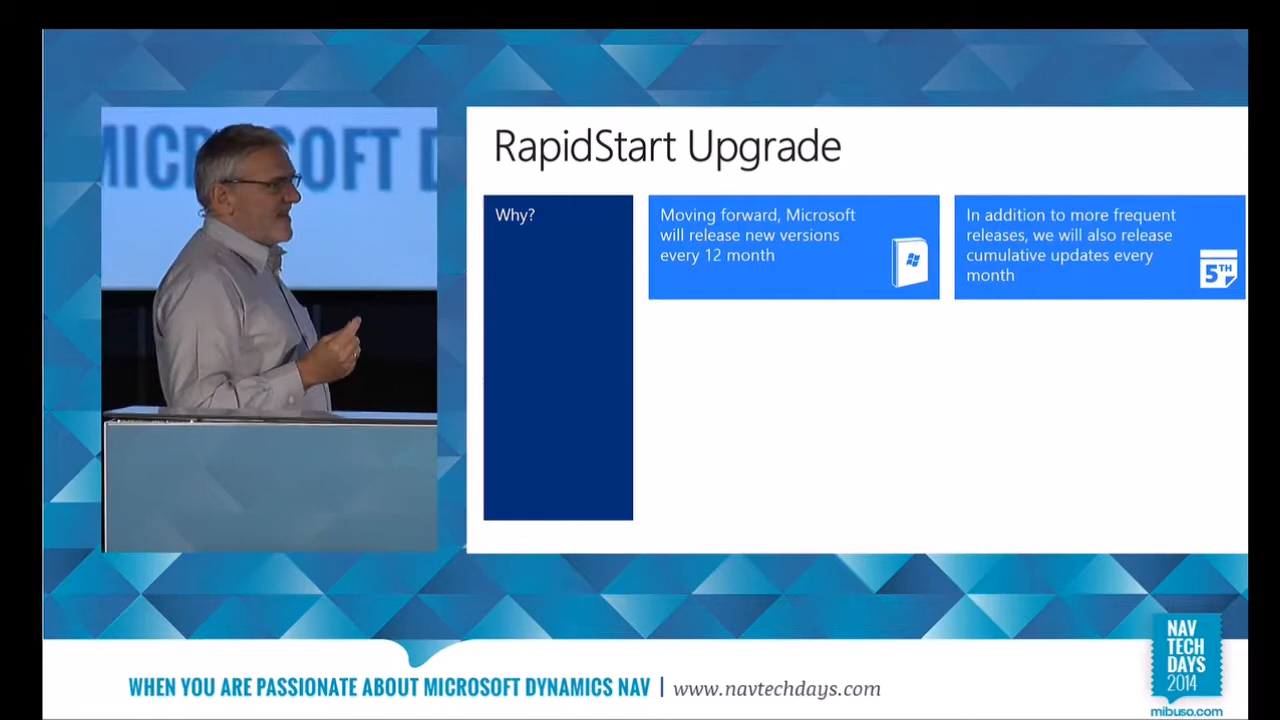 MICROSOFT D
RapidStart Upgrade
Why?
Moving forward, Microsoft
will release new versions
every 12 month
In addition to more frequent
releases, we will also release
cumulative updates every
month
5TH
WHEN YOU ARE PASSIONATE ABOUT MICROSOFT DYNAMICS NAV | www.navtechdays.com
NAV
TECH
DAYS
2014
mibuso.com